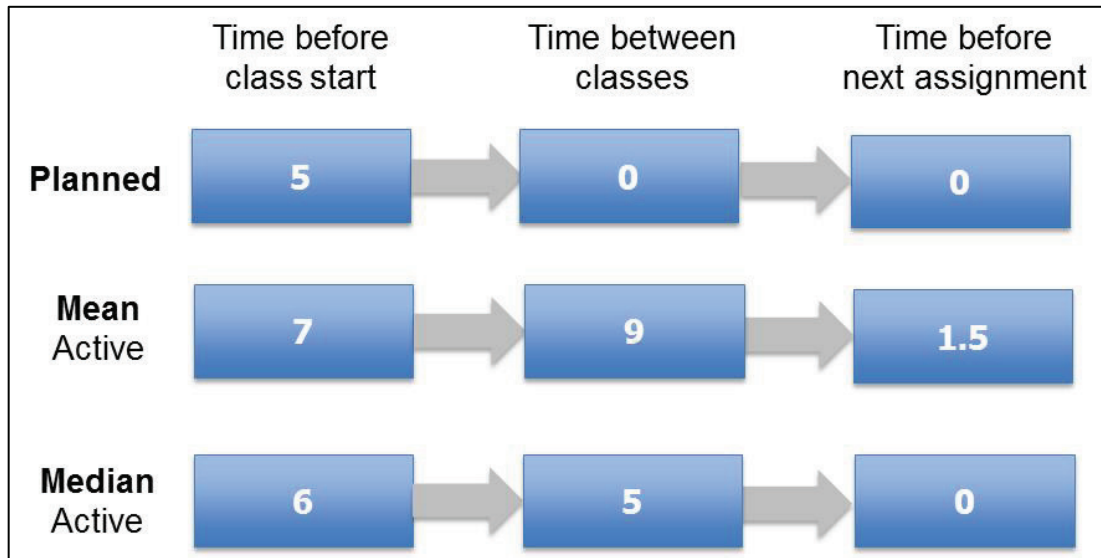 Time before
class start
Time between
classes
Time before
next assignment
Planned
5
0
0
Mean
Active
7
9
1.5
Median
Active
6
5
0